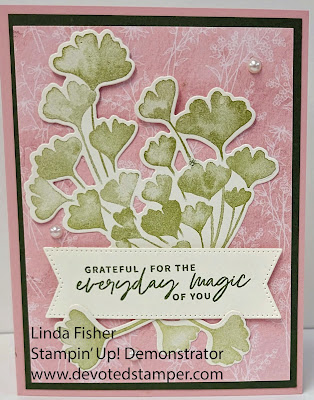 GRATEFUL FOR THE
everyday magic
OF YOU
Linda Fisher
Stampin' Up! Demonstrator
www.devotedstamper.com